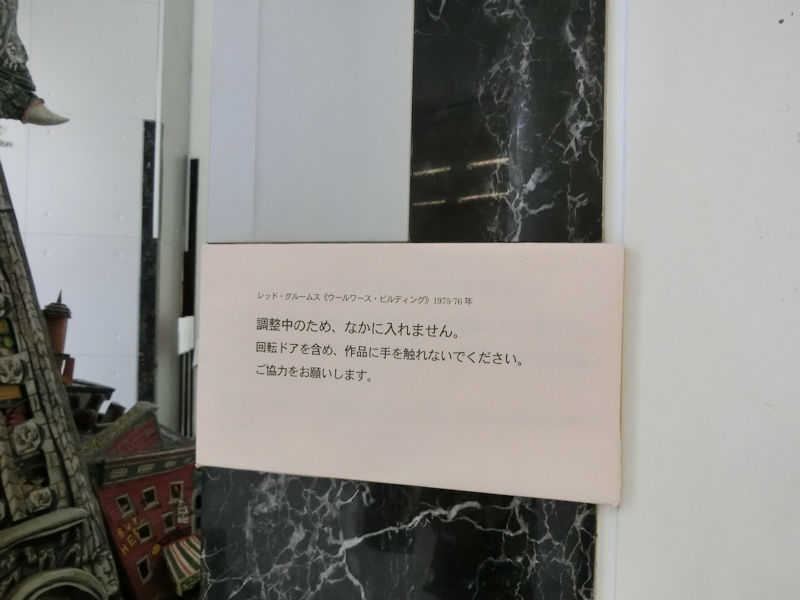 レッド・グルームス《ウールワース・ビルディング》1975-76 年
調整中のため、なかに入れません。
回転ドアを含め、作品に手を触れないでください。
ご協力をお願いします。